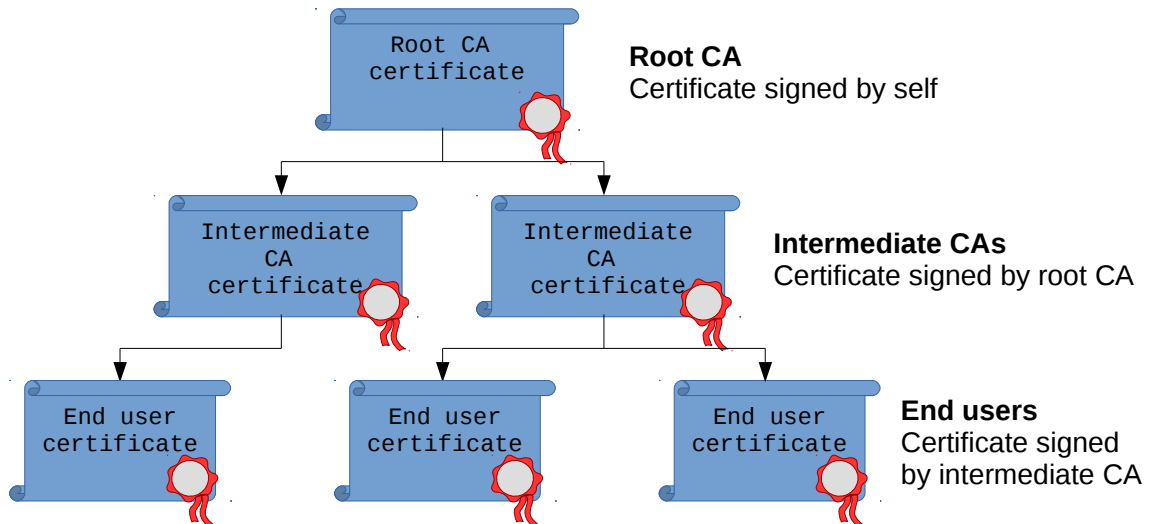 Root CA
certificate
Root CA
Certificate signed by self
Intermediate
CA
certificate
Intermediate
CA
certificate
Intermediate CAs
Certificate signed by root CA
End user
certificate
End user
certificate
End user
certificate
End users
Certificate signed
by intermediate CA